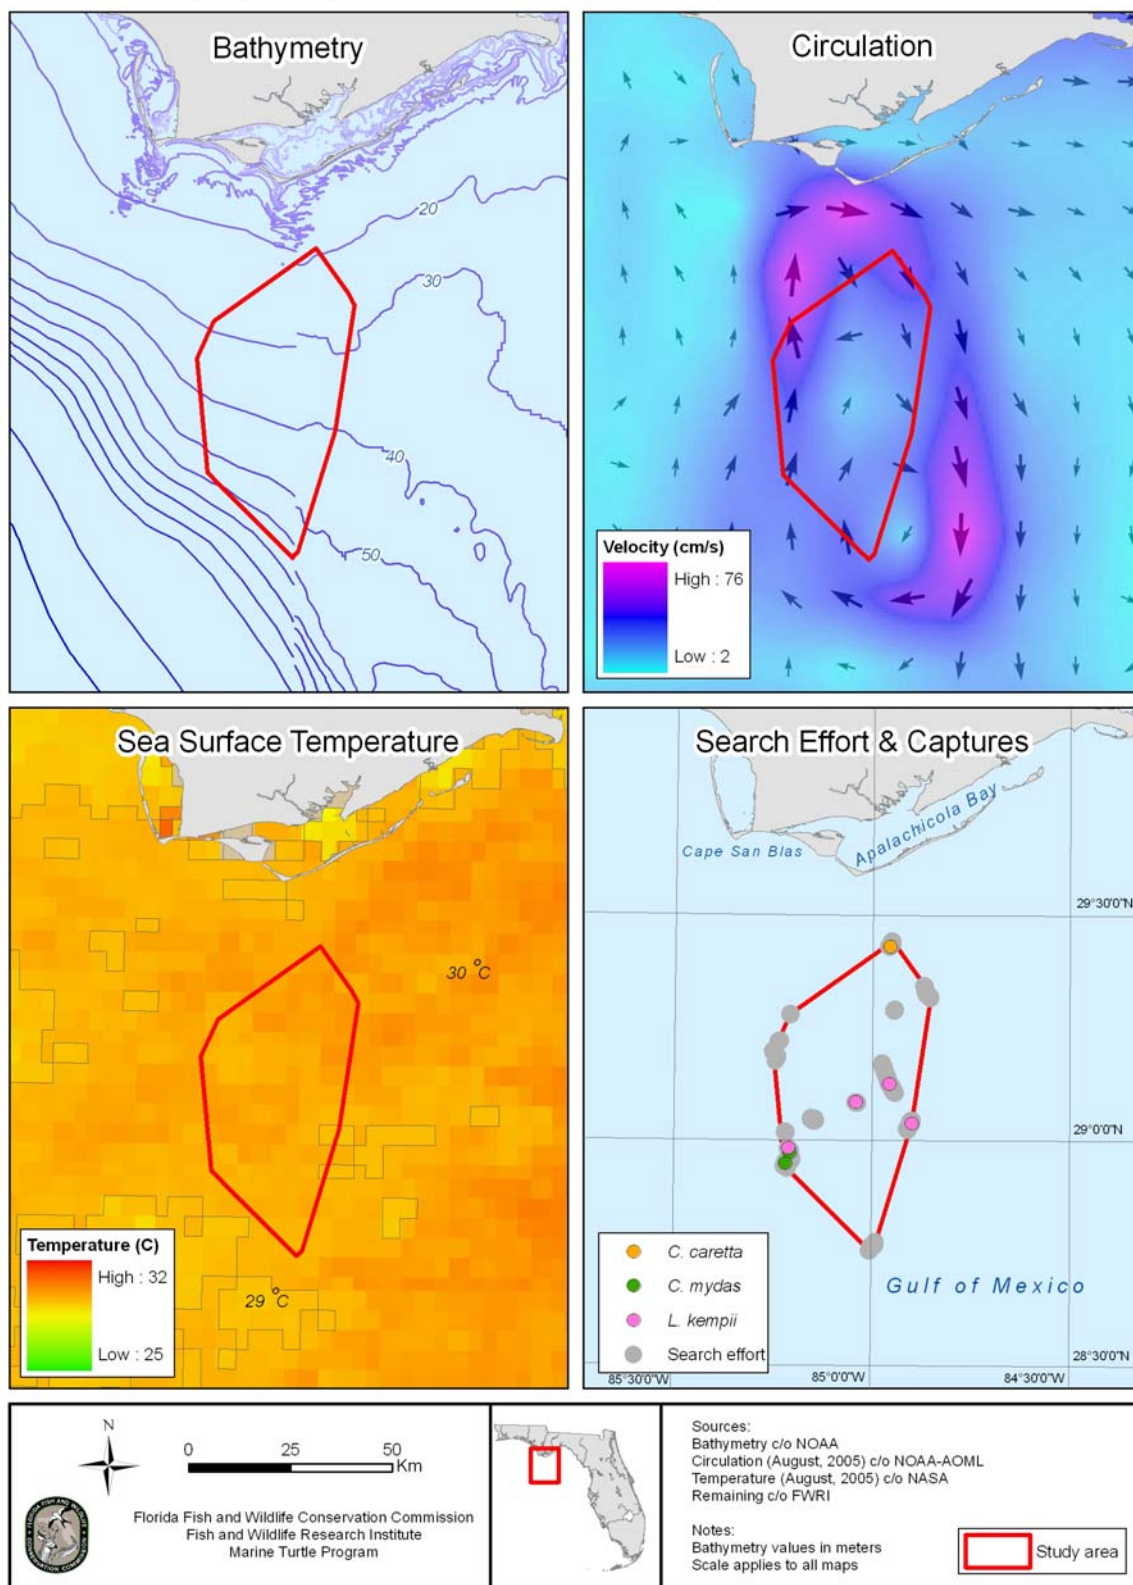 Bathymetry
20
30
40
50
Circulation
Velocity (cm/s)
High : 76
Low : 2
Sea Surface Temperature
30 °C
29 °C
Temperature (C)
High : 32
Low : 25
Search Effort & Captures
Cape San Blas
Apalachicola Bay
29°30'0"N
29°0'0"N
Gulf of Mexico
28°30'0"N
85°30'0"W
85°0'0"W
84°30'0"W
C. caretta
C. mydas
L. kempii
Search effort
N
0 25 50
Km
Florida Fish and Wildlife Conservation Commission
Fish and Wildlife Research Institute
Marine Turtle Program
Sources:
Bathymetry c/o NOAA
Circulation (August, 2005) c/o NOAA-AOML
Temperature (August, 2005) c/o NASA
Remaining c/o FWRI
Notes:
Bathymetry values in meters
Scale applies to all maps
Study area